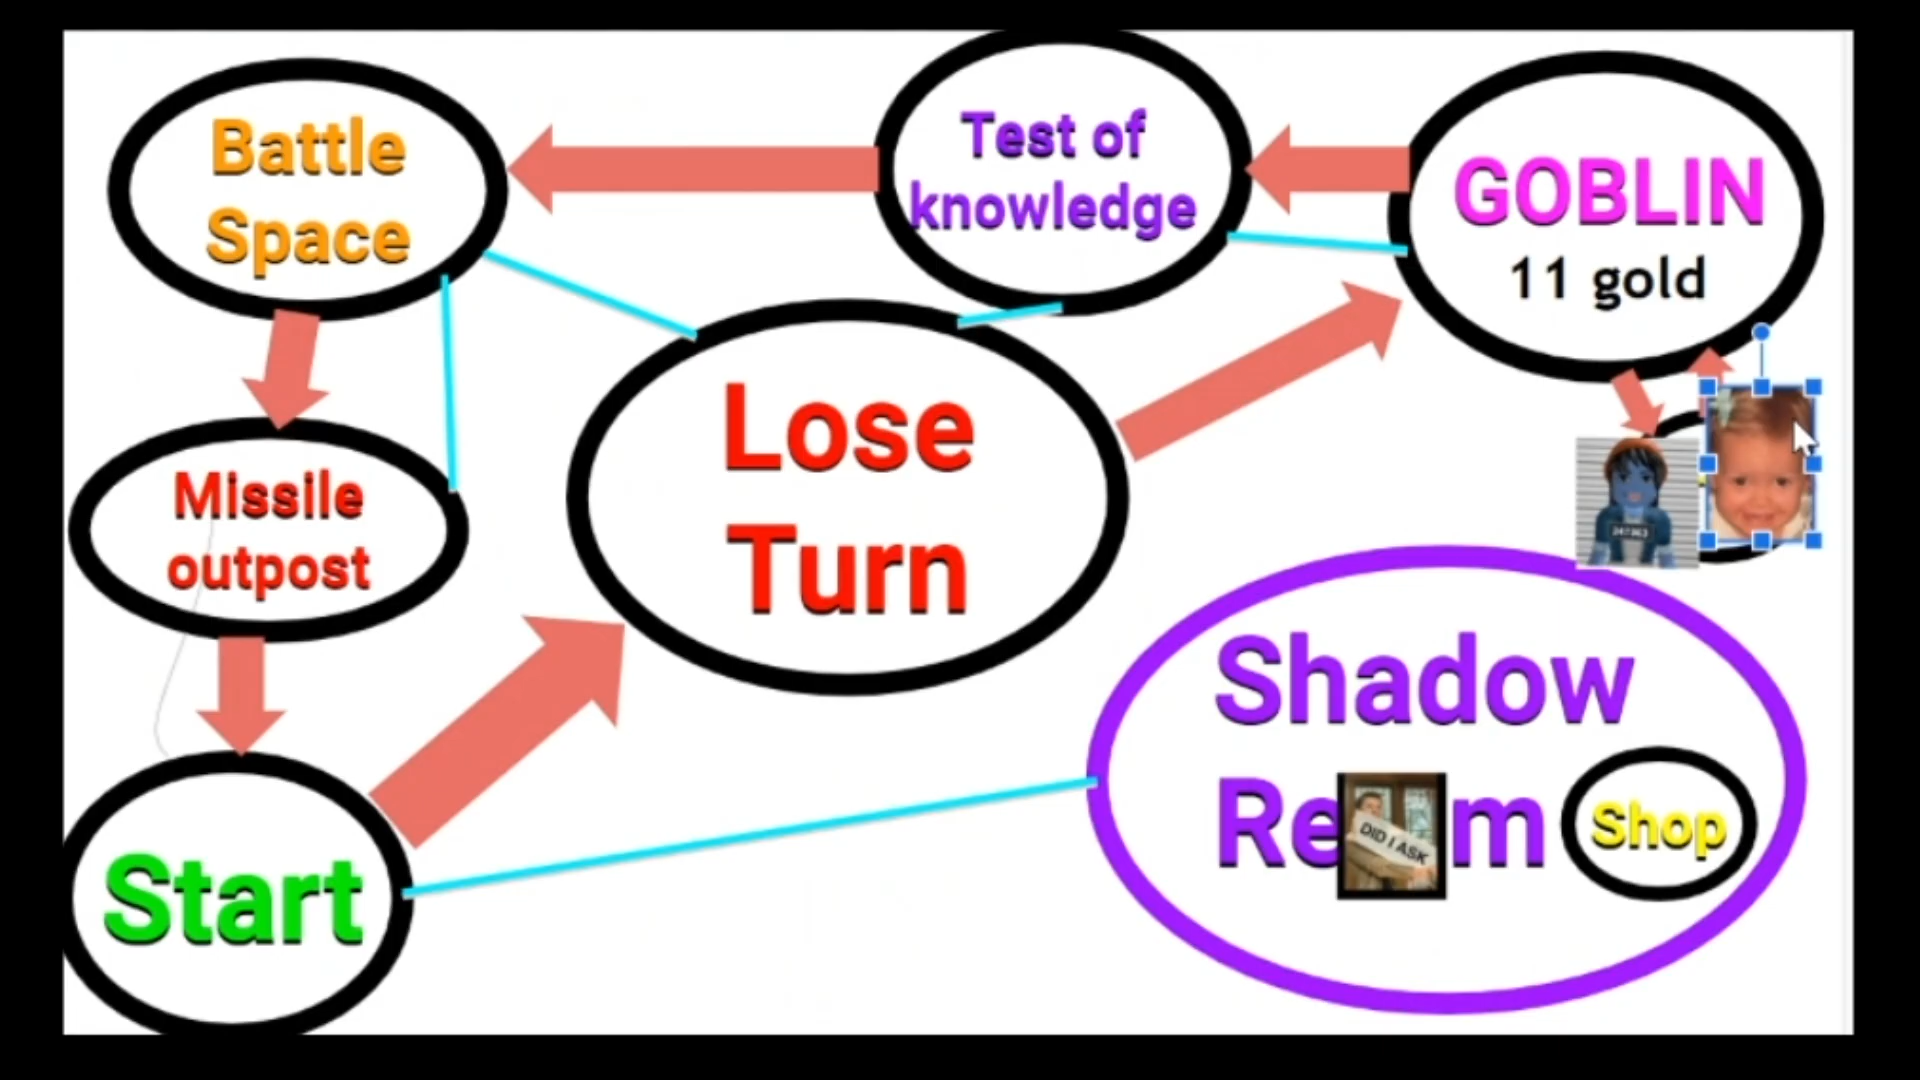 Battle
Space
Test of
knowledge
GOBLIN
11 gold
Missile
outpost
Lose
Turn
Shadow
Re m
DID I ASK
Shop
Start